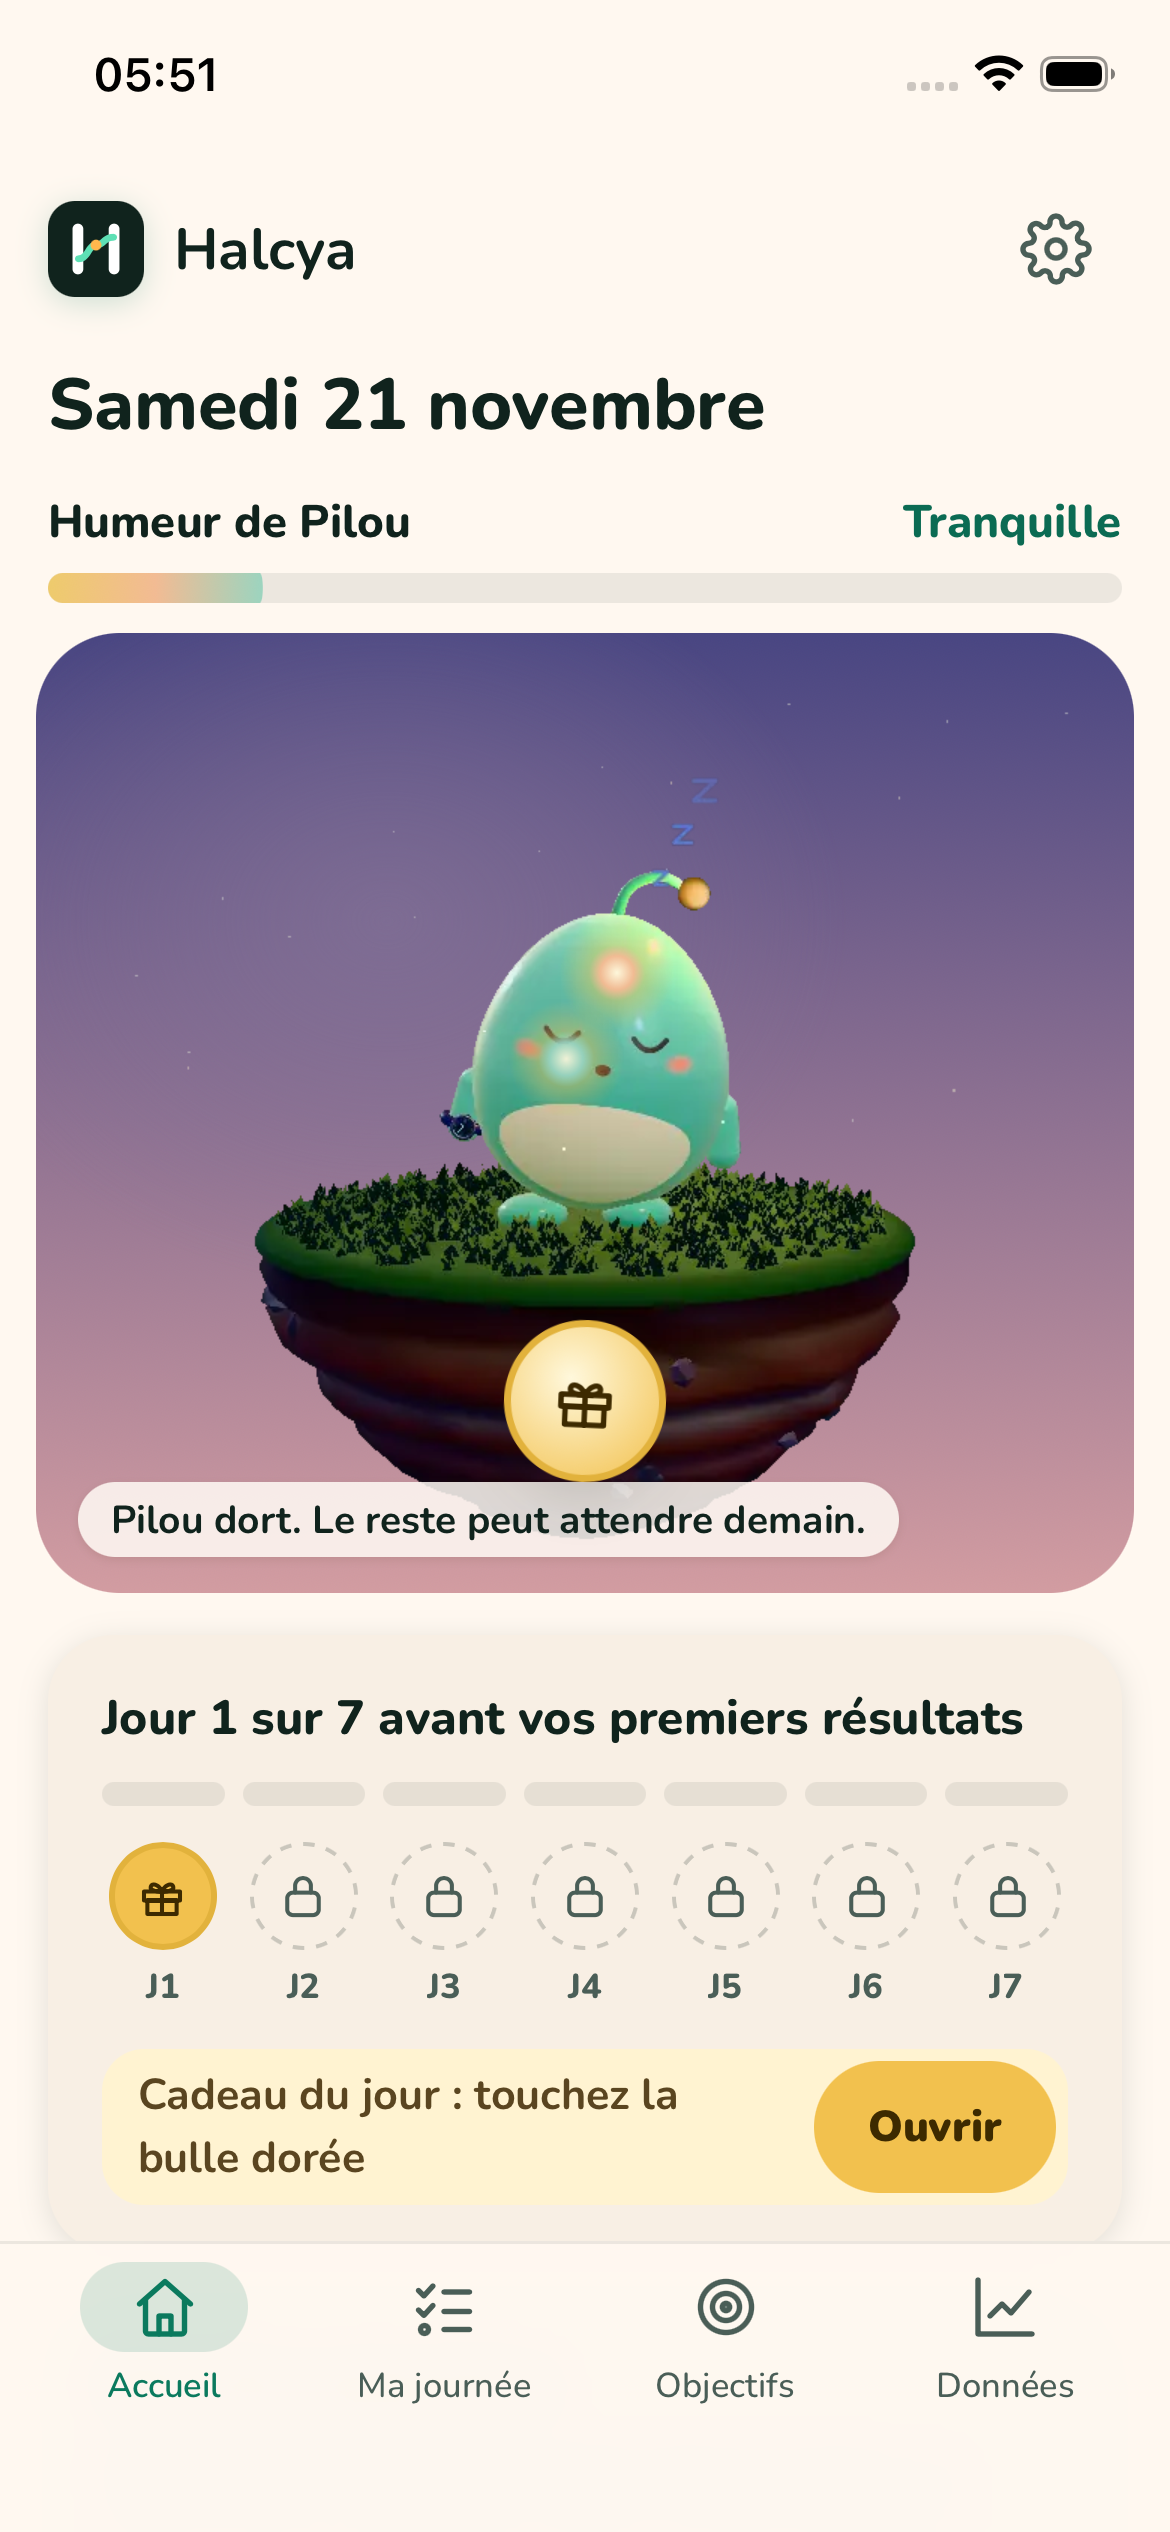 05:51
Halcya
Samedi 21 novembre
Humeur de Pilou
Tranquille
z
z
z
Pilou dort. Le reste peut attendre demain.
Jour 1 sur 7 avant vos premiers résultats
J1 J2 J3 J4 J5 J6 J7
Cadeau du jour : touchez la
bulle dorée
Ouvrir
Accueil Ma journée Objectifs Données